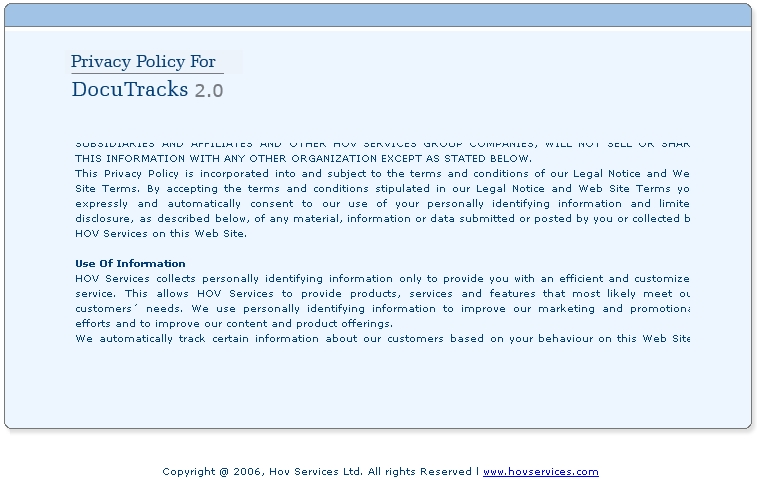 Privacy Policy For
DocuTracks 2.0
SUBSIDIARIES AND AFFILIATES AND OTHER HOV SERVICES GROUP COMPANIES, WILL NOT SELL OR SHAR
THIS INFORMATION WITH ANY OTHER ORGANIZATION EXCEPT AS STATED BELOW.
This Privacy Policy is incorporated into and subject to the terms and conditions of our Legal Notice and We
Site Terms. By accepting the terms and conditions stipulated in our Legal Notice and Web Site Terms yo
expressly and automatically consent to our use of your personally identifying information and limite
disclosure, as described below, of any material, information or data submitted or posted by you or collected b
HOV Services on this Web Site.
Use Of Information
HOV Services collects personally identifying information only to provide you with an efficient and customize
service. This allows HOV Services to provide products, services and features that most likely meet ou
customers´ needs. We use personally identifying information to improve our marketing and promotiona
efforts and to improve our content and product offerings.
We automatically track certain information about our customers based on your behaviour on this Web Site
Copyright @ 2006, Hov Services Ltd. All rights Reserved | www.hovservices.com